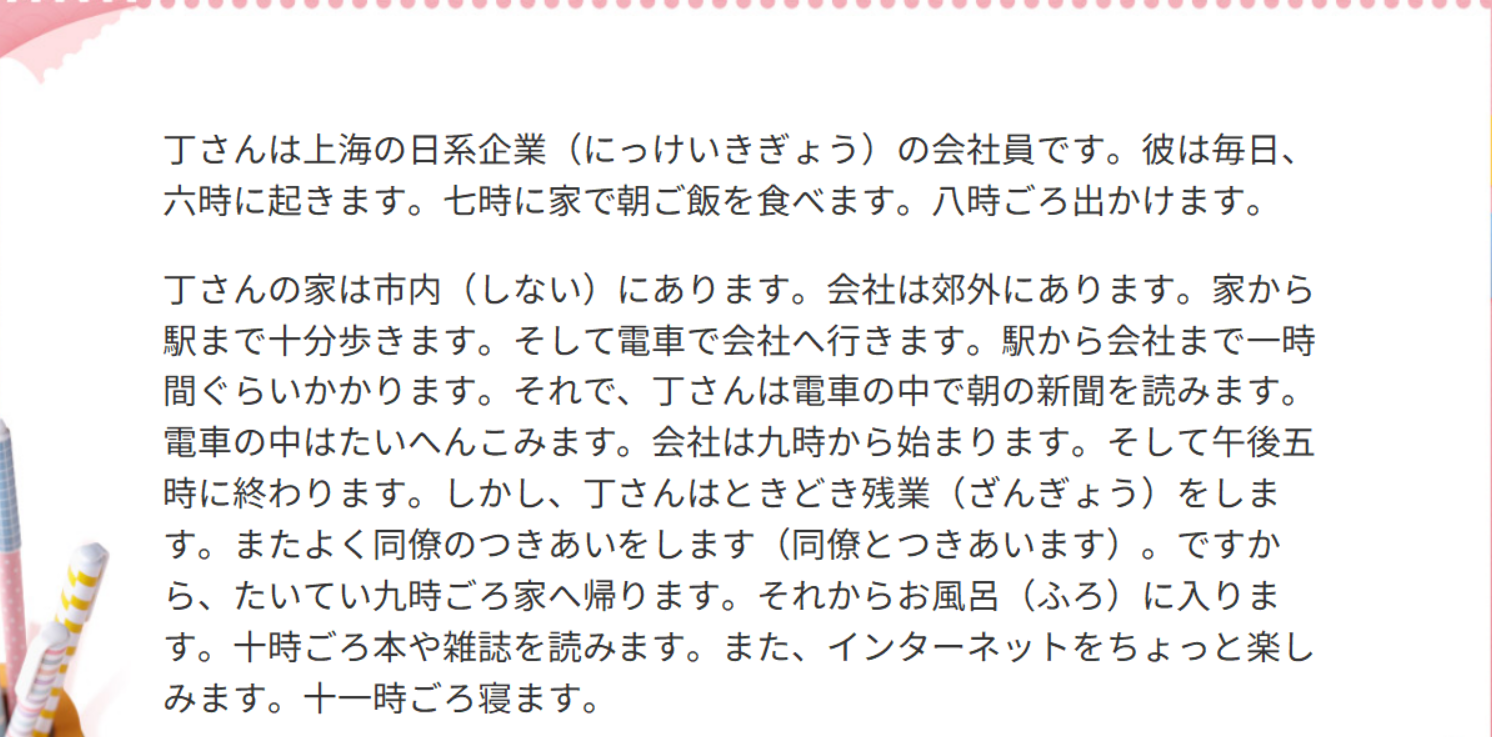 丁さんは上海の日系企業（にっけいきぎょう）の会社員です。彼は毎日、
六時に起きます。七時に家で朝ご飯を食べます。八時ごろ出かけます。
丁さんの家は市内（しない）にあります。会社は郊外にあります。家から
駅まで十分歩きます。そして電車で会社へ行きます。駅から会社まで一時
間ぐらいかかります。それで、丁さんは電車の中で朝の新聞を読みます。
電車の中はたいへんこみます。会社は九時から始まります。そして午後五
時に終わります。しかし、丁さんはときどき残業（ざんぎょう）をしま
す。またよく同僚のつきあいをします（同僚とつきあいます）。ですか
ら、たいてい九時ごろ家へ帰ります。それからお風呂（ふろ）に入りま
す。十時ごろ本や雑誌を読みます。また、インターネットをちょっと楽し
みます。十一時ごろ寝ます。